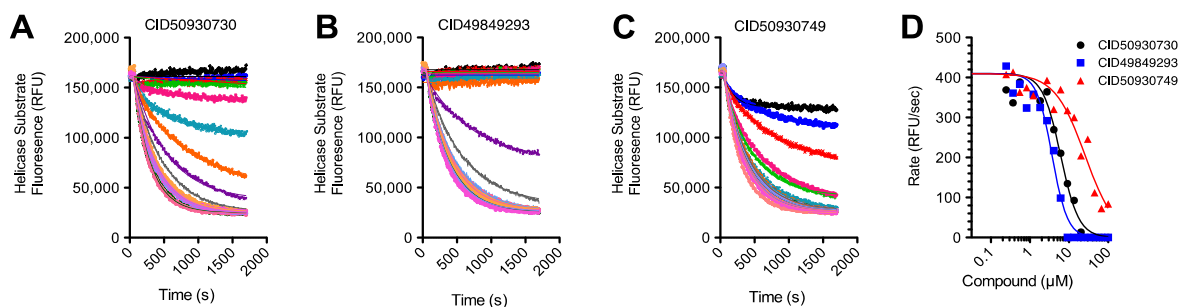 A
CID50930730
Helicase Substrate
Fluoresence (RFU)
200,000
150,000
100,000
50,000
0
0
500
1000
1500
2000
Time (s)
B
CID49849293
Helicase Substrate
Fluoresence (RFU)
200,000
150,000
100,000
50,000
0
0
500
1000
1500
2000
Time (s)
C
CID50930749
Helicase Substrate
Fluoresence (RFU)
200,000
150,000
100,000
50,000
0
0
500
1000
1500
2000
Time (s)
D
CID50930730
CID49849293
CID50930749
Rate (RFU/sec)
500
400
300
200
100
0
0.1
1
10
100
Compound (µM)